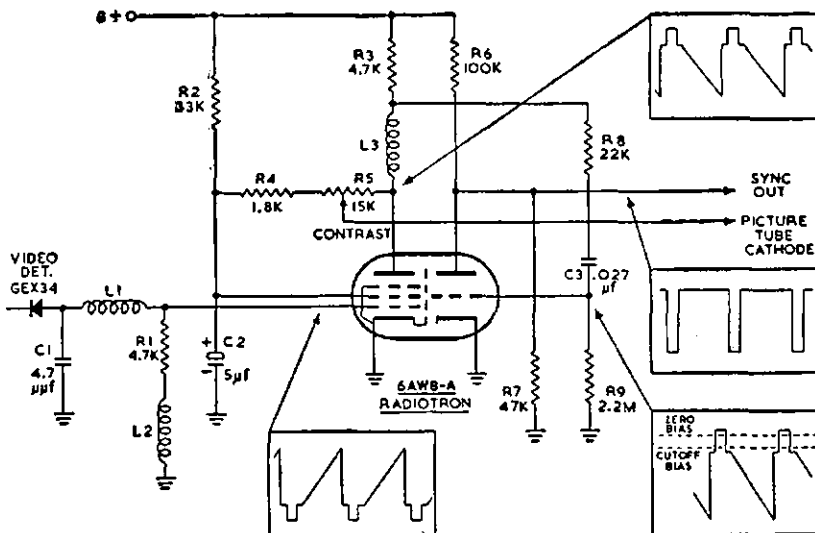 B+
R3
4.7K
R6
100K
R2
33K
L3
R8
22K
R4
1.8K
R5
15K
SYNC
OUT
CONTRAST
PICTURE
TUBE
CATHODE
VIDEO
DET.
GEX34
L1
C3 .027
µf
R1
4.7K
+ C2
-
5µf
C1
4.7
µµf
6AW8-A
RADIOTRON
R7
47K
R9
2.2M
L2
ZERO
BIAS
CUTOFF
BIAS